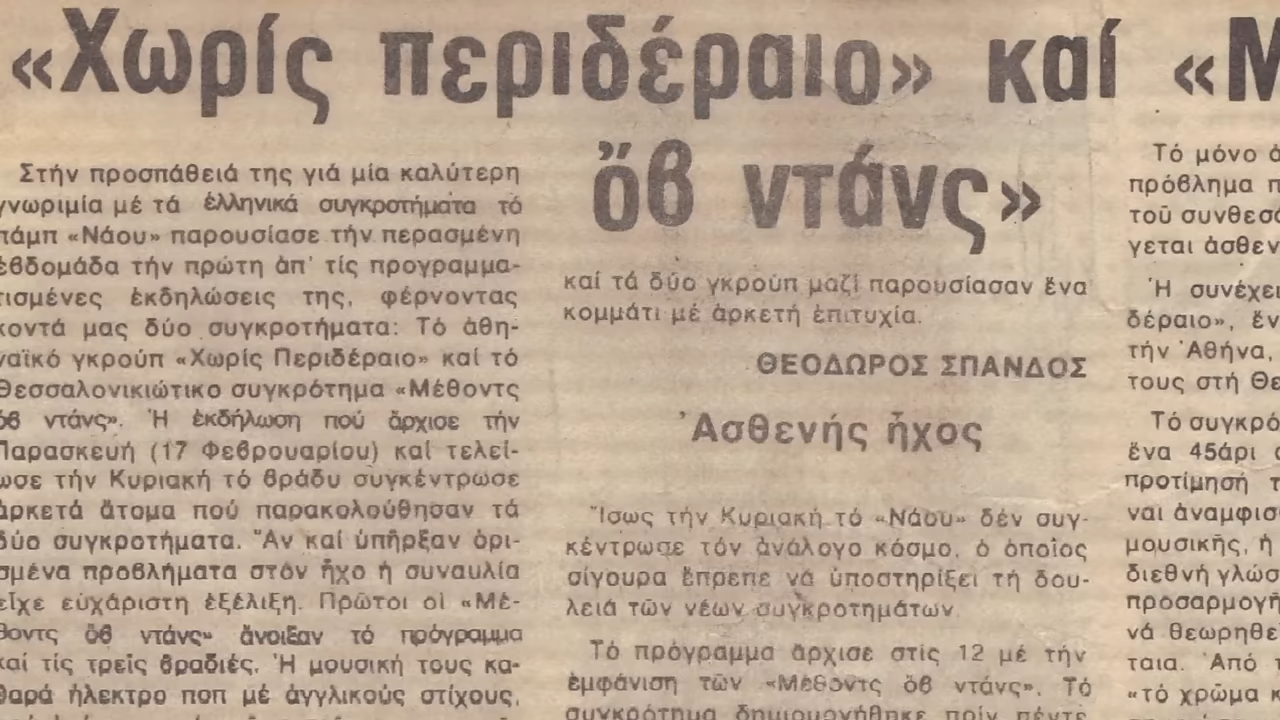 «Χωρίς περιδέραιο» καί «Μ
ὄβ ντάνς»
Στήν προσπάθειά της γιά μία καλύτερη
γνωριμία μέ τά ἑλληνικά συγκροτήματα τό
πάμπ «Νάου» παρουσίασε τήν περασμένη
ἑβδομάδα τήν πρώτη ἀπ' τίς προγραμμα-
τισμένες ἐκδηλώσεις της, φέρνοντας
κοντά μας δύο συγκροτήματα: Τό ἀθη-
ναϊκό γκρούπ «Χωρίς Περιδέραιο» καί τό
Θεσσαλονικιώτικο συγκρότημα «Μέθοντς
ὄβ ντάνς». Ἡ ἐκδήλωση πού ἄρχισε τήν
Παρασκευή (17 Φεβρουαρίου) καί τελεί-
ωσε τήν Κυριακή τό βράδυ συγκέντρωσε
ἀρκετά ἄτομα πού παρακολούθησαν τά
δύο συγκροτήματα. Ἄν καί ὑπῆρξαν ὁρι-
σμένα προβλήματα στόν ἦχο ἡ συναυλία
εἶχε εὐχάριστη ἐξέλιξη. Πρῶτοι οἱ «Μέ-
θοντς ὄβ ντάνς» ἄνοιξαν τό πρόγραμμα
καί τίς τρεῖς βραδιές. Ἡ μουσική τους κα-
θαρά ἠλεκτρο ποπ μέ ἀγγλικούς στίχους,
καί τά δύο γκρούπ μαζί παρουσίασαν ἕνα
κομμάτι μέ ἀρκετή ἐπιτυχία.
ΘΕΟΔΩΡΟΣ ΣΠΑΝΔΟΣ
Ἀσθενής ἦχος
Ἴσως τήν Κυριακή τό «Νάου» δέν συγ-
κέντρωσε τόν ἀνάλογο κόσμο, ὁ ὁποῖος
σίγουρα ἔπρεπε νά ὑποστηρίξει τή δου-
λειά τῶν νέων συγκροτημάτων.
Τό πρόγραμμα ἄρχισε στίς 12 μέ τήν
ἐμφάνιση τῶν «Μέθοντς ὄβ ντάνς». Τό
συγκρότημα δημιουργήθηκε πρίν πέντε
Τό μόνο ἀ
πρόβλημα π
τοῦ συνθεσ
γεται ἀσθεν
Ἡ συνέχει
δέραιο», ἕν
τήν Ἀθήνα,
τους στή Θε
Τό συγκρό
ἕνα 45άρι
προτίμησή τ
ναι ἀναμφισ
μουσικῆς, ἡ
διεθνή γλώσ
προσαρμογή
νά θεωρηθεῖ
ταια. Ἀπό τ
«τό χρῶμα κ